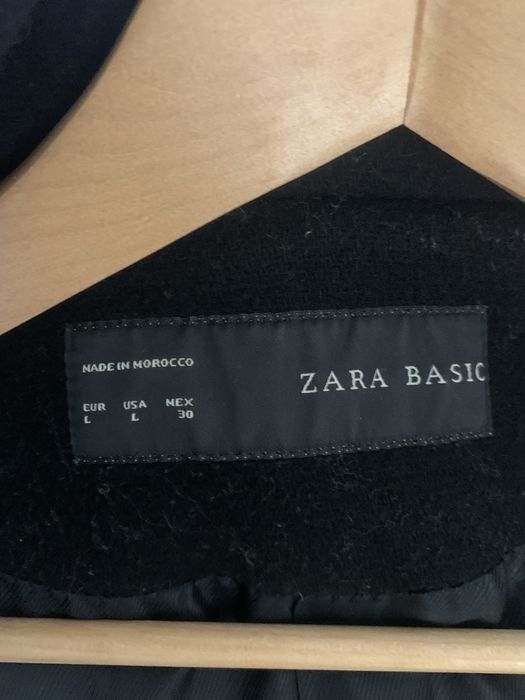 MADE IN MOROCCO
ZARA BASIC
EUR USA MEX
L L 30